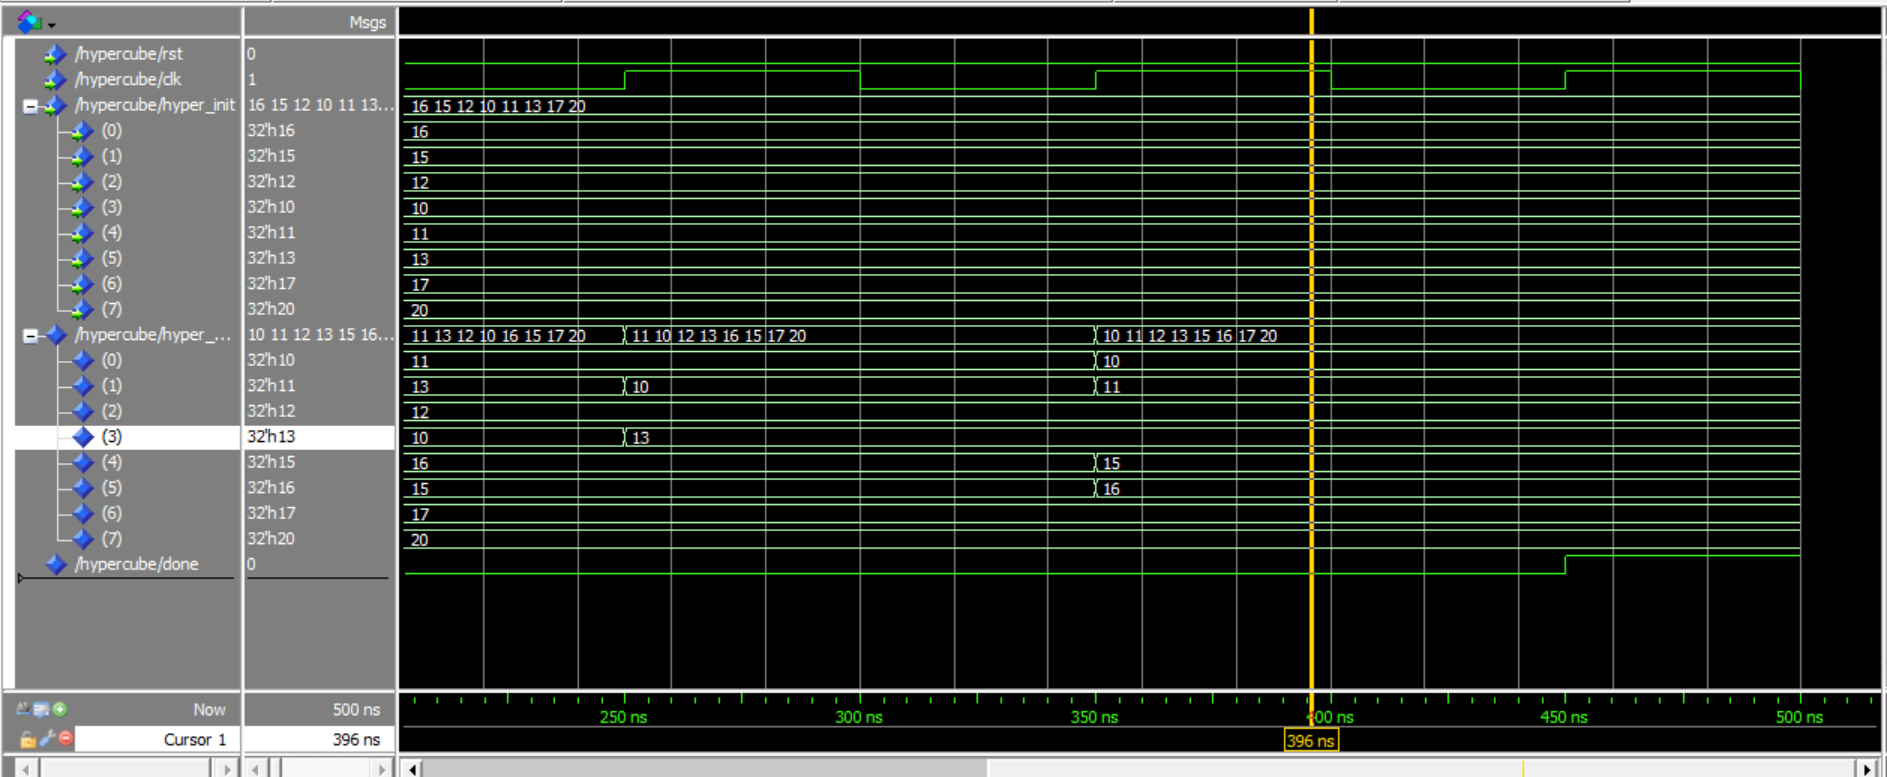 Msgs
/hypercube/rst 0
/hypercube/clk 1
/hypercube/hyper_init 16 15 12 10 11 13... 16 15 12 10 11 13 17 20
(0) 32'h16 16
(1) 32'h15 15
(2) 32'h12 12
(3) 32'h10 10
(4) 32'h11 11
(5) 32'h13 13
(6) 32'h17 17
(7) 32'h20 20
/hypercube/hyper_... 10 11 12 13 15 16... 11 13 12 10 16 15 17 20 11 10 12 13 16 15 17 20 10 11 12 13 15 16 17 20
(0) 32'h10 11 10
(1) 32'h11 13 10 11
(2) 32'h12 12
(3) 32'h13 10 13
(4) 32'h15 16 15
(5) 32'h16 15 16
(6) 32'h17 17
(7) 32'h20 20
/hypercube/done 0
Now 500 ns 250 ns 300 ns 350 ns 400 ns 450 ns 500 ns
Cursor 1 396 ns 396 ns